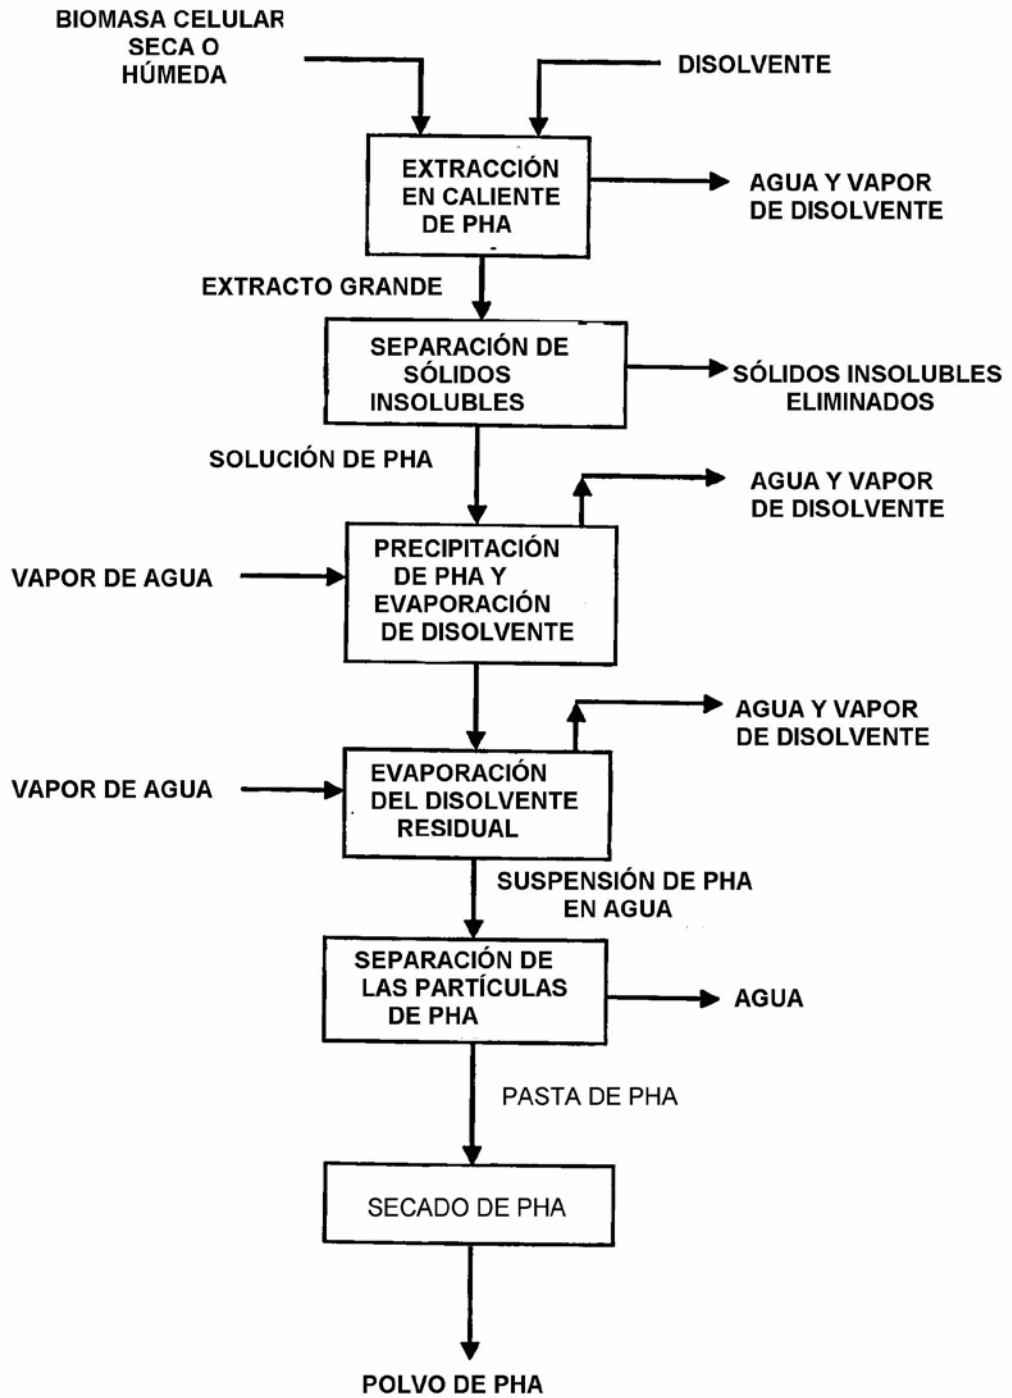 BIOMASA CELULAR
SECA O
HÚMEDA
DISOLVENTE
EXTRACCIÓN
EN CALIENTE
DE PHA
AGUA Y VAPOR
DE DISOLVENTE
EXTRACTO GRANDE
SEPARACIÓN DE
SÓLIDOS
INSOLUBLES
SÓLIDOS INSOLUBLES
ELIMINADOS
SOLUCIÓN DE PHA
AGUA Y VAPOR
DE DISOLVENTE
VAPOR DE AGUA
PRECIPITACIÓN
DE PHA Y
EVAPORACIÓN
DE DISOLVENTE
AGUA Y VAPOR
DE DISOLVENTE
VAPOR DE AGUA
EVAPORACIÓN
DEL DISOLVENTE
RESIDUAL
SUSPENSIÓN DE PHA
EN AGUA
SEPARACIÓN DE
LAS PARTÍCULAS
DE PHA
AGUA
PASTA DE PHA
SECADO DE PHA
POLVO DE PHA